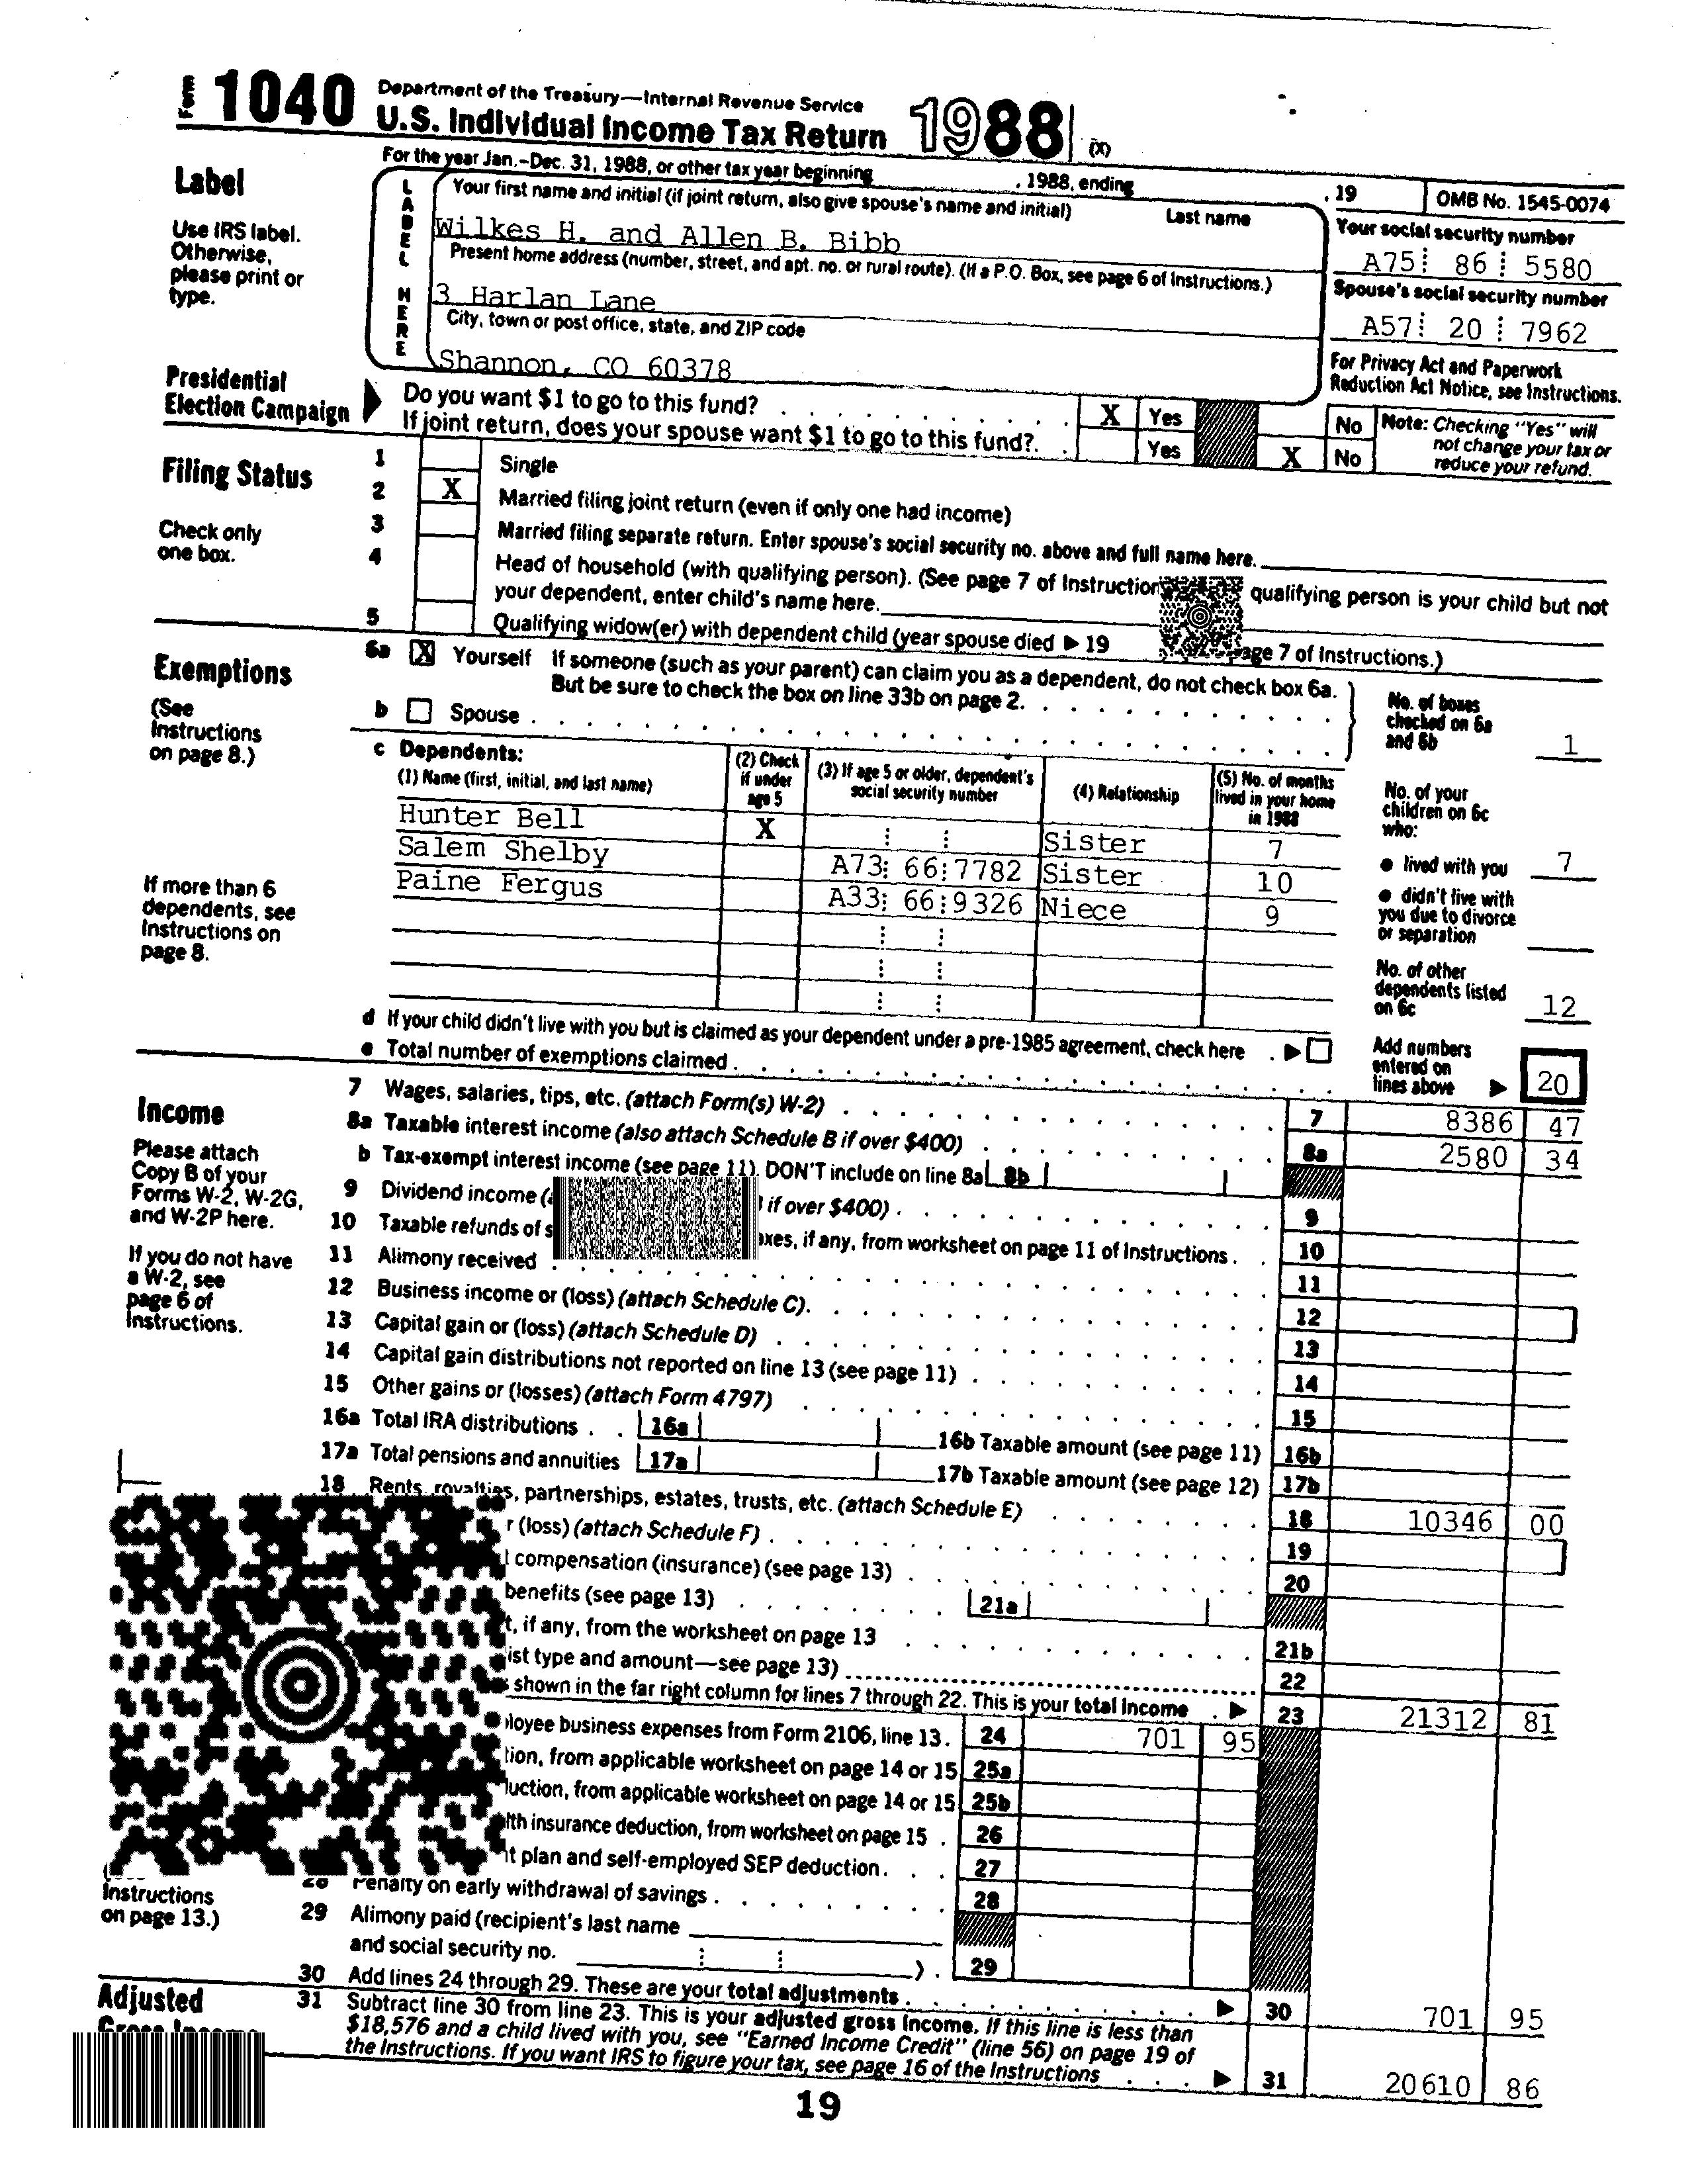 Form 1040 Department of the Treasury—Internal Revenue Service
U.S. Individual Income Tax Return 1988 (X)
For the year Jan.–Dec. 31, 1988, or other tax year beginning , 1988, ending , 19 OMB No. 1545-0074
Label
Use IRS label.
Otherwise,
please print or
type.
LABEL HERE
Your first name and initial (if joint return, also give spouse's name and initial) Last name
Wilkes H. and Allen B. Bibb
Present home address (number, street, and apt. no. or rural route). (If a P.O. Box, see page 6 of Instructions.)
3 Harlan Lane
City, town or post office, state, and ZIP code
Shannon, CO 60378
Your social security number
A75 86 5580
Spouse's social security number
A57 20 7962
For Privacy Act and Paperwork
Reduction Act Notice, see Instructions.
Presidential
Election Campaign
Do you want $1 to go to this fund? X Yes No
If joint return, does your spouse want $1 to go to this fund? Yes X No
Note: Checking "Yes" will
not change your tax or
reduce your refund.
Filing Status
Check only
one box.
1 Single
2 X Married filing joint return (even if only one had income)
3 Married filing separate return. Enter spouse's social security no. above and full name here.
4 Head of household (with qualifying person). (See page 7 of Instruction qualifying person is your child but not
your dependent, enter child's name here.
5 Qualifying widow(er) with dependent child (year spouse died ▶ 19 age 7 of Instructions.)
Exemptions
(See
Instructions
on page 8.)
6a X Yourself If someone (such as your parent) can claim you as a dependent, do not check box 6a.
But be sure to check the box on line 33b on page 2.
b Spouse
No. of boxes
checked on 6a
and 6b 1
c Dependents:
(1) Name (first, initial, and last name)
(2) Check
if under
age 5
(3) If age 5 or older, dependent's
social security number
(4) Relationship
(5) No. of months
lived in your home
in 1988
Hunter Bell X Sister 7
Salem Shelby A73 66 7782 Sister 10
Paine Fergus A33 66 9326 Niece 9
If more than 6
dependents, see
Instructions on
page 8.
No. of your
children on 6c
who:
● lived with you 7
● didn't live with
you due to divorce
or separation
No. of other
dependents listed
on 6c 12
d If your child didn't live with you but is claimed as your dependent under a pre-1985 agreement, check here . ▶
e Total number of exemptions claimed
Add numbers
entered on
lines above ▶ 20
Income
Please attach
Copy B of your
Forms W-2, W-2G,
and W-2P here.
If you do not have
a W-2, see
page 6 of
Instructions.
7 Wages, salaries, tips, etc. (attach Form(s) W-2) 7 8386 47
8a Taxable interest income (also attach Schedule B if over $400) 8a 2580 34
b Tax-exempt interest income (see page 11). DON'T include on line 8a 8b
9 Dividend income ( if over $400) 9
10 Taxable refunds of s axes, if any, from worksheet on page 11 of Instructions 10
11 Alimony received 11
12 Business income or (loss) (attach Schedule C). 12
13 Capital gain or (loss) (attach Schedule D) 13
14 Capital gain distributions not reported on line 13 (see page 11) 14
15 Other gains or (losses) (attach Form 4797) 15
16a Total IRA distributions 16a 16b Taxable amount (see page 11) 16b
17a Total pensions and annuities 17a 17b Taxable amount (see page 12) 17b
18 Rents, royalties, partnerships, estates, trusts, etc. (attach Schedule E) 18 10346 00
r (loss) (attach Schedule F) 19
compensation (insurance) (see page 13) 20
benefits (see page 13) 21a
t, if any, from the worksheet on page 13 21b
ist type and amount—see page 13) 22
shown in the far right column for lines 7 through 22. This is your total income ▶ 23 21312 81
loyee business expenses from Form 2106, line 13. 24 701 95
tion, from applicable worksheet on page 14 or 15 25a
duction, from applicable worksheet on page 14 or 15 25b
alth insurance deduction, from worksheet on page 15 26
nt plan and self-employed SEP deduction 27
28 Penalty on early withdrawal of savings 28
Instructions
on page 13.)
29 Alimony paid (recipient's last name
and social security no. ) . 29
30 Add lines 24 through 29. These are your total adjustments ▶ 30 701 95
Adjusted
Gross Income
31 Subtract line 30 from line 23. This is your adjusted gross income. If this line is less than
$18,576 and a child lived with you, see "Earned Income Credit" (line 56) on page 19 of
the Instructions. If you want IRS to figure your tax, see page 16 of the Instructions ▶ 31 20610 86
19